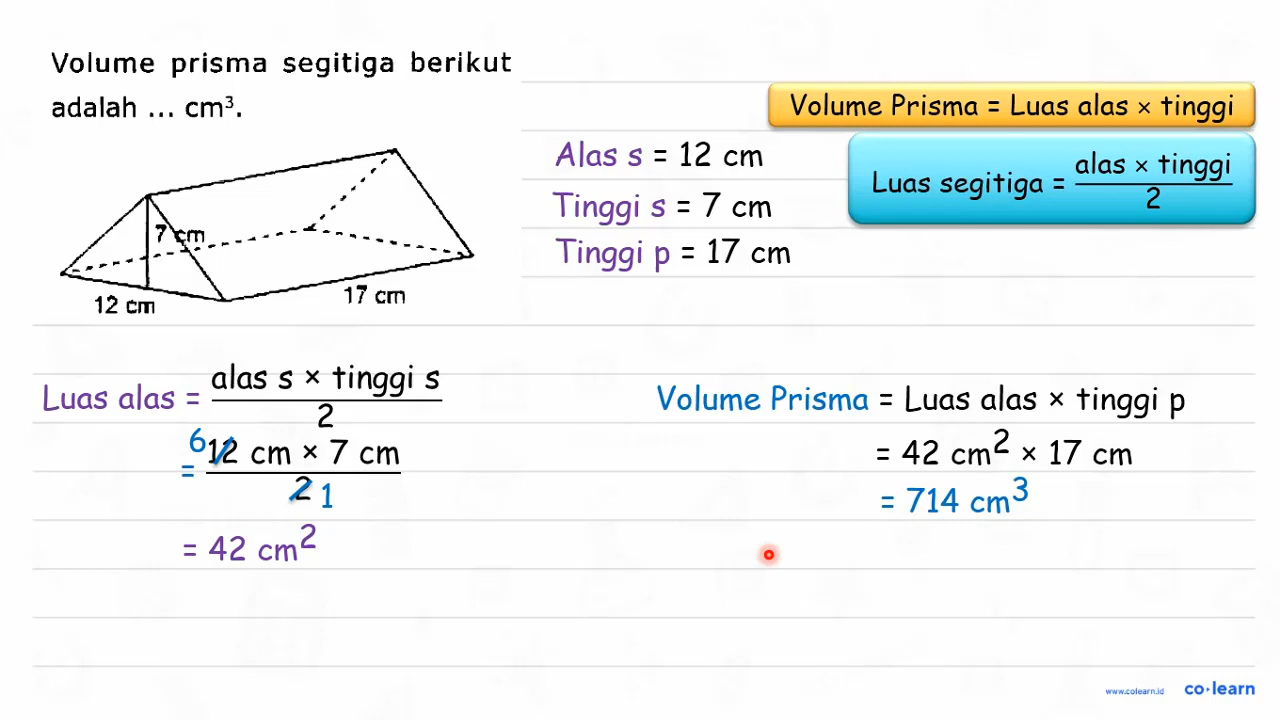 Volume prisma segitiga berikut
adalah ... cm³.
7 cm
12 cm
17 cm
Volume Prisma = Luas alas × tinggi
Alas s = 12 cm
Tinggi s = 7 cm
Tinggi p = 17 cm
Luas segitiga = alas × tinggi
2
Luas alas = alas s × tinggi s
2
6
= 12 cm × 7 cm
2 1
= 42 cm²
Volume Prisma = Luas alas × tinggi p
= 42 cm² × 17 cm
= 714 cm³
www.colearn.id
co·learn